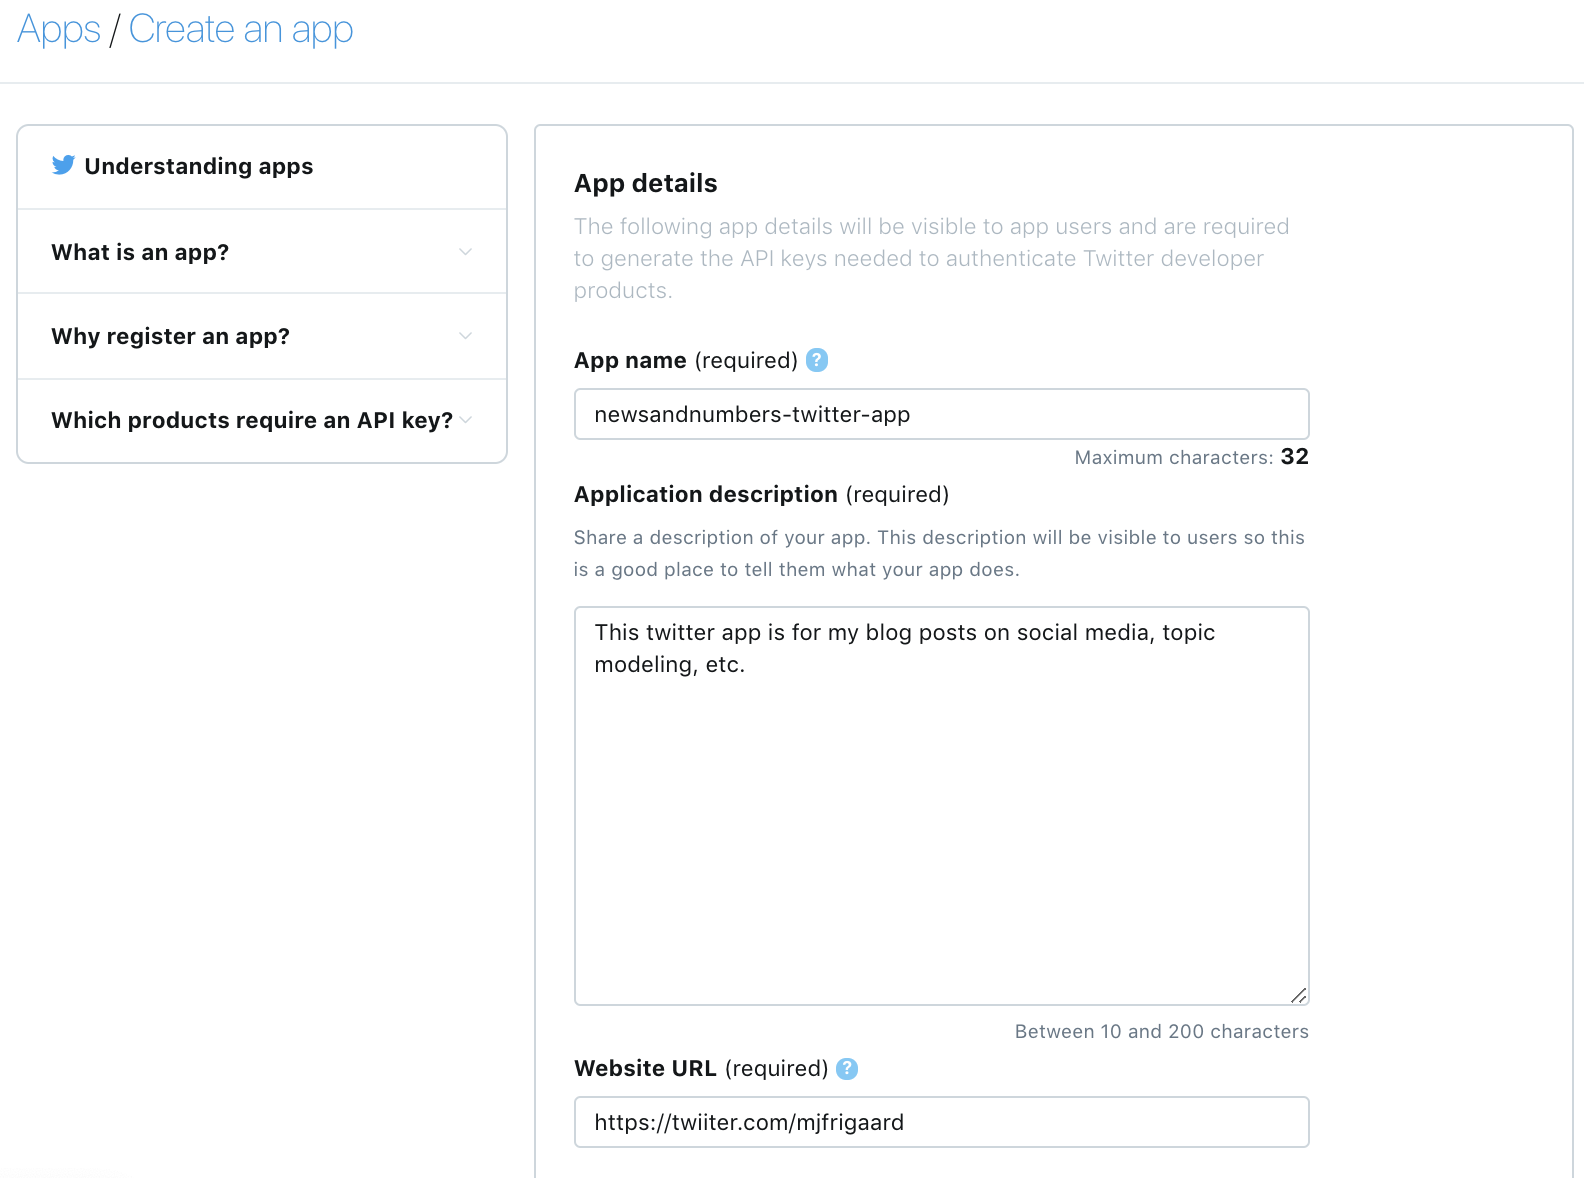 Apps / Create an app
Understanding apps
What is an app?
Why register an app?
Which products require an API key?
App details
The following app details will be visible to app users and are required
to generate the API keys needed to authenticate Twitter developer
products.
App name (required) ?
newsandnumbers-twitter-app
Maximum characters: 32
Application description (required)
Share a description of your app. This description will be visible to users so this
is a good place to tell them what your app does.
This twitter app is for my blog posts on social media, topic
modeling, etc.
Between 10 and 200 characters
Website URL (required) ?
https://twiiter.com/mjfrigaard